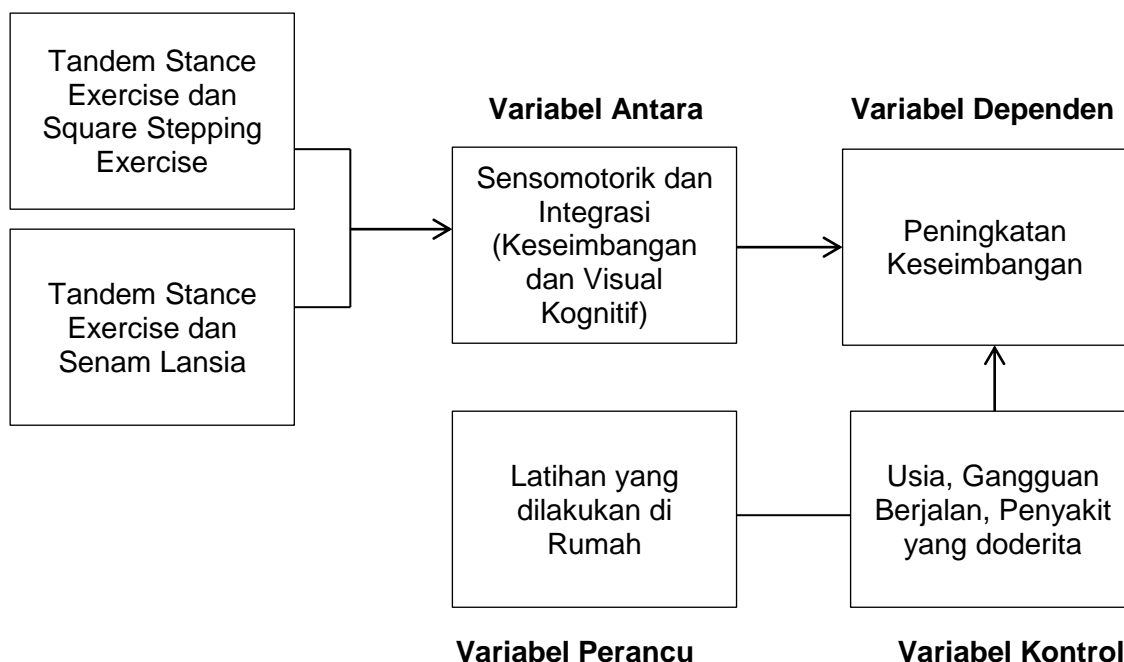 Tandem Stance
Exercise dan
Square Stepping
Exercise
Tandem Stance
Exercise dan
Senam Lansia
Variabel Antara
Sensomotorik dan
Integrasi
(Keseimbangan
dan Visual
Kognitif)
Variabel Dependen
Peningkatan
Keseimbangan
Latihan yang
dilakukan di
Rumah
Variabel Perancu
Usia, Gangguan
Berjalan, Penyakit
yang doderita
Variabel Kontrol